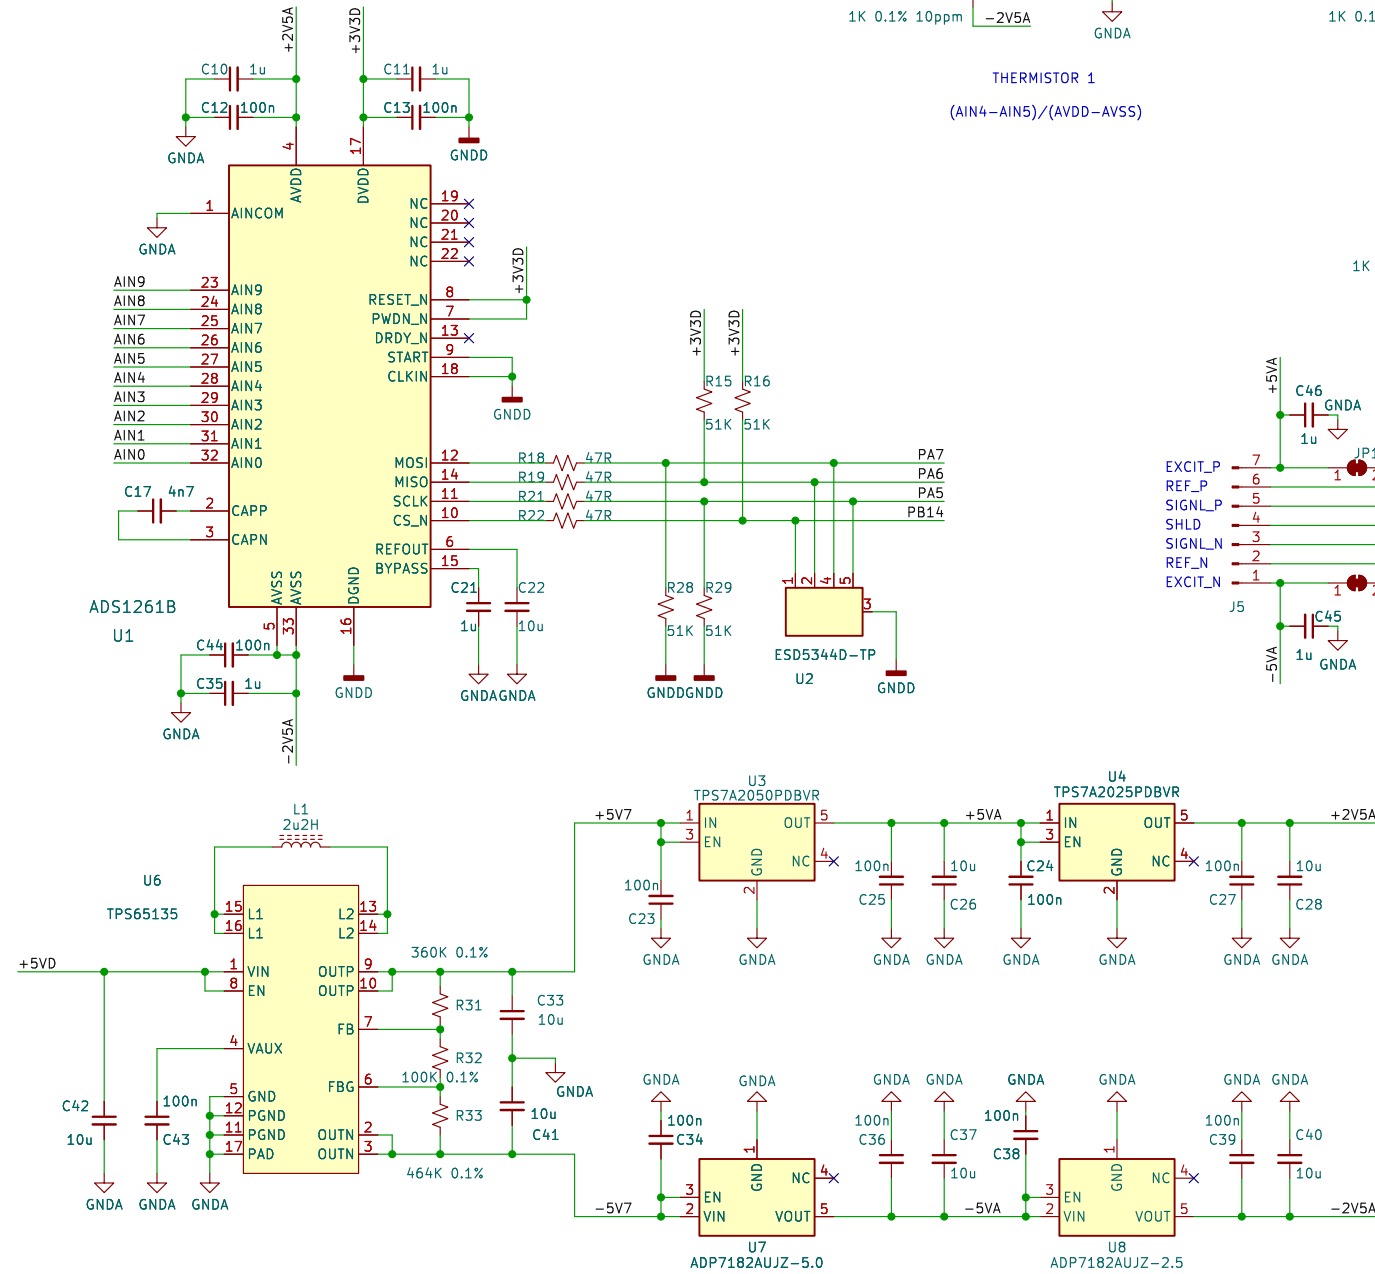 +2V5A
+3V3D
1K 0.1% 10ppm
-2V5A
GNDA
1K 0.1
C10
1u
C11
1u
C12
100n
C13
100n
GNDA
GNDD
4
17
THERMISTOR 1
(AIN4-AIN5)/(AVDD-AVSS)
AVDD
DVDD
1
AINCOM
GNDA
NC
19
NC
20
NC
21
NC
22
+3V3D
AIN9
23
AIN9
AIN8
24
AIN8
AIN7
25
AIN7
AIN6
26
AIN6
AIN5
27
AIN5
AIN4
28
AIN4
AIN3
29
AIN3
AIN2
30
AIN2
AIN1
31
AIN1
AIN0
32
AIN0
RESET_N
8
PWDN_N
7
DRDY_N
13
START
9
CLKIN
18
GNDD
MOSI
12
MISO
14
SCLK
11
CS_N
10
REFOUT
6
BYPASS
15
C17
4n7
2
CAPP
3
CAPN
AVSS
AVSS
DGND
5
33
16
ADS1261B
U1
C44
100n
C35
1u
GNDA
-2V5A
GNDD
C21
1u
C22
10u
GNDA
GNDA
+3V3D
+3V3D
R15
R16
51K
51K
R18
47R
R19
47R
R21
47R
R22
47R
PA7
PA6
PA5
PB14
R28
R29
51K
51K
GNDD
GNDD
1
2
4
5
3
ESD5344D-TP
U2
GNDD
1K
+5VA
C46
GNDA
1u
JP1
1
2
EXCIT_P
7
REF_P
6
SIGNL_P
5
SHLD
4
SIGNL_N
3
REF_N
2
EXCIT_N
1
J5
1
2
C45
1u
GNDA
-5VA
L1
2u2H
U6
TPS65135
15
L1
16
L1
L2
13
L2
14
+5VD
1
VIN
8
EN
OUTP
9
OUTP
10
FB
7
4
VAUX
FBG
6
5
GND
12
PGND
11
PGND
17
PAD
OUTN
2
OUTN
3
C42
10u
100n
C43
GNDA
GNDA
GNDA
360K 0.1%
R31
R32
100K 0.1%
R33
464K 0.1%
C33
10u
GNDA
10u
C41
U3
TPS7A2050PDBVR
+5V7
1
IN
3
EN
OUT
5
NC
4
GND
2
100n
C23
GNDA
GNDA
100n
C25
10u
C26
GNDA
GNDA
+5VA
U4
TPS7A2025PDBVR
1
IN
3
EN
OUT
5
NC
4
GND
2
C24
100n
GNDA
GNDA
100n
C27
10u
C28
GNDA
GNDA
+2V5A
GNDA
GNDA
GNDA
GNDA
GNDA
GNDA
GNDA
GNDA
100n
C34
1
GND
NC
4
3
EN
2
VIN
VOUT
5
-5V7
U7
ADP7182AUJZ-5.0
100n
C36
C37
10u
-5VA
100n
C38
1
GND
NC
4
3
EN
2
VIN
VOUT
5
U8
ADP7182AUJZ-2.5
100n
C39
C40
10u
-2V5A